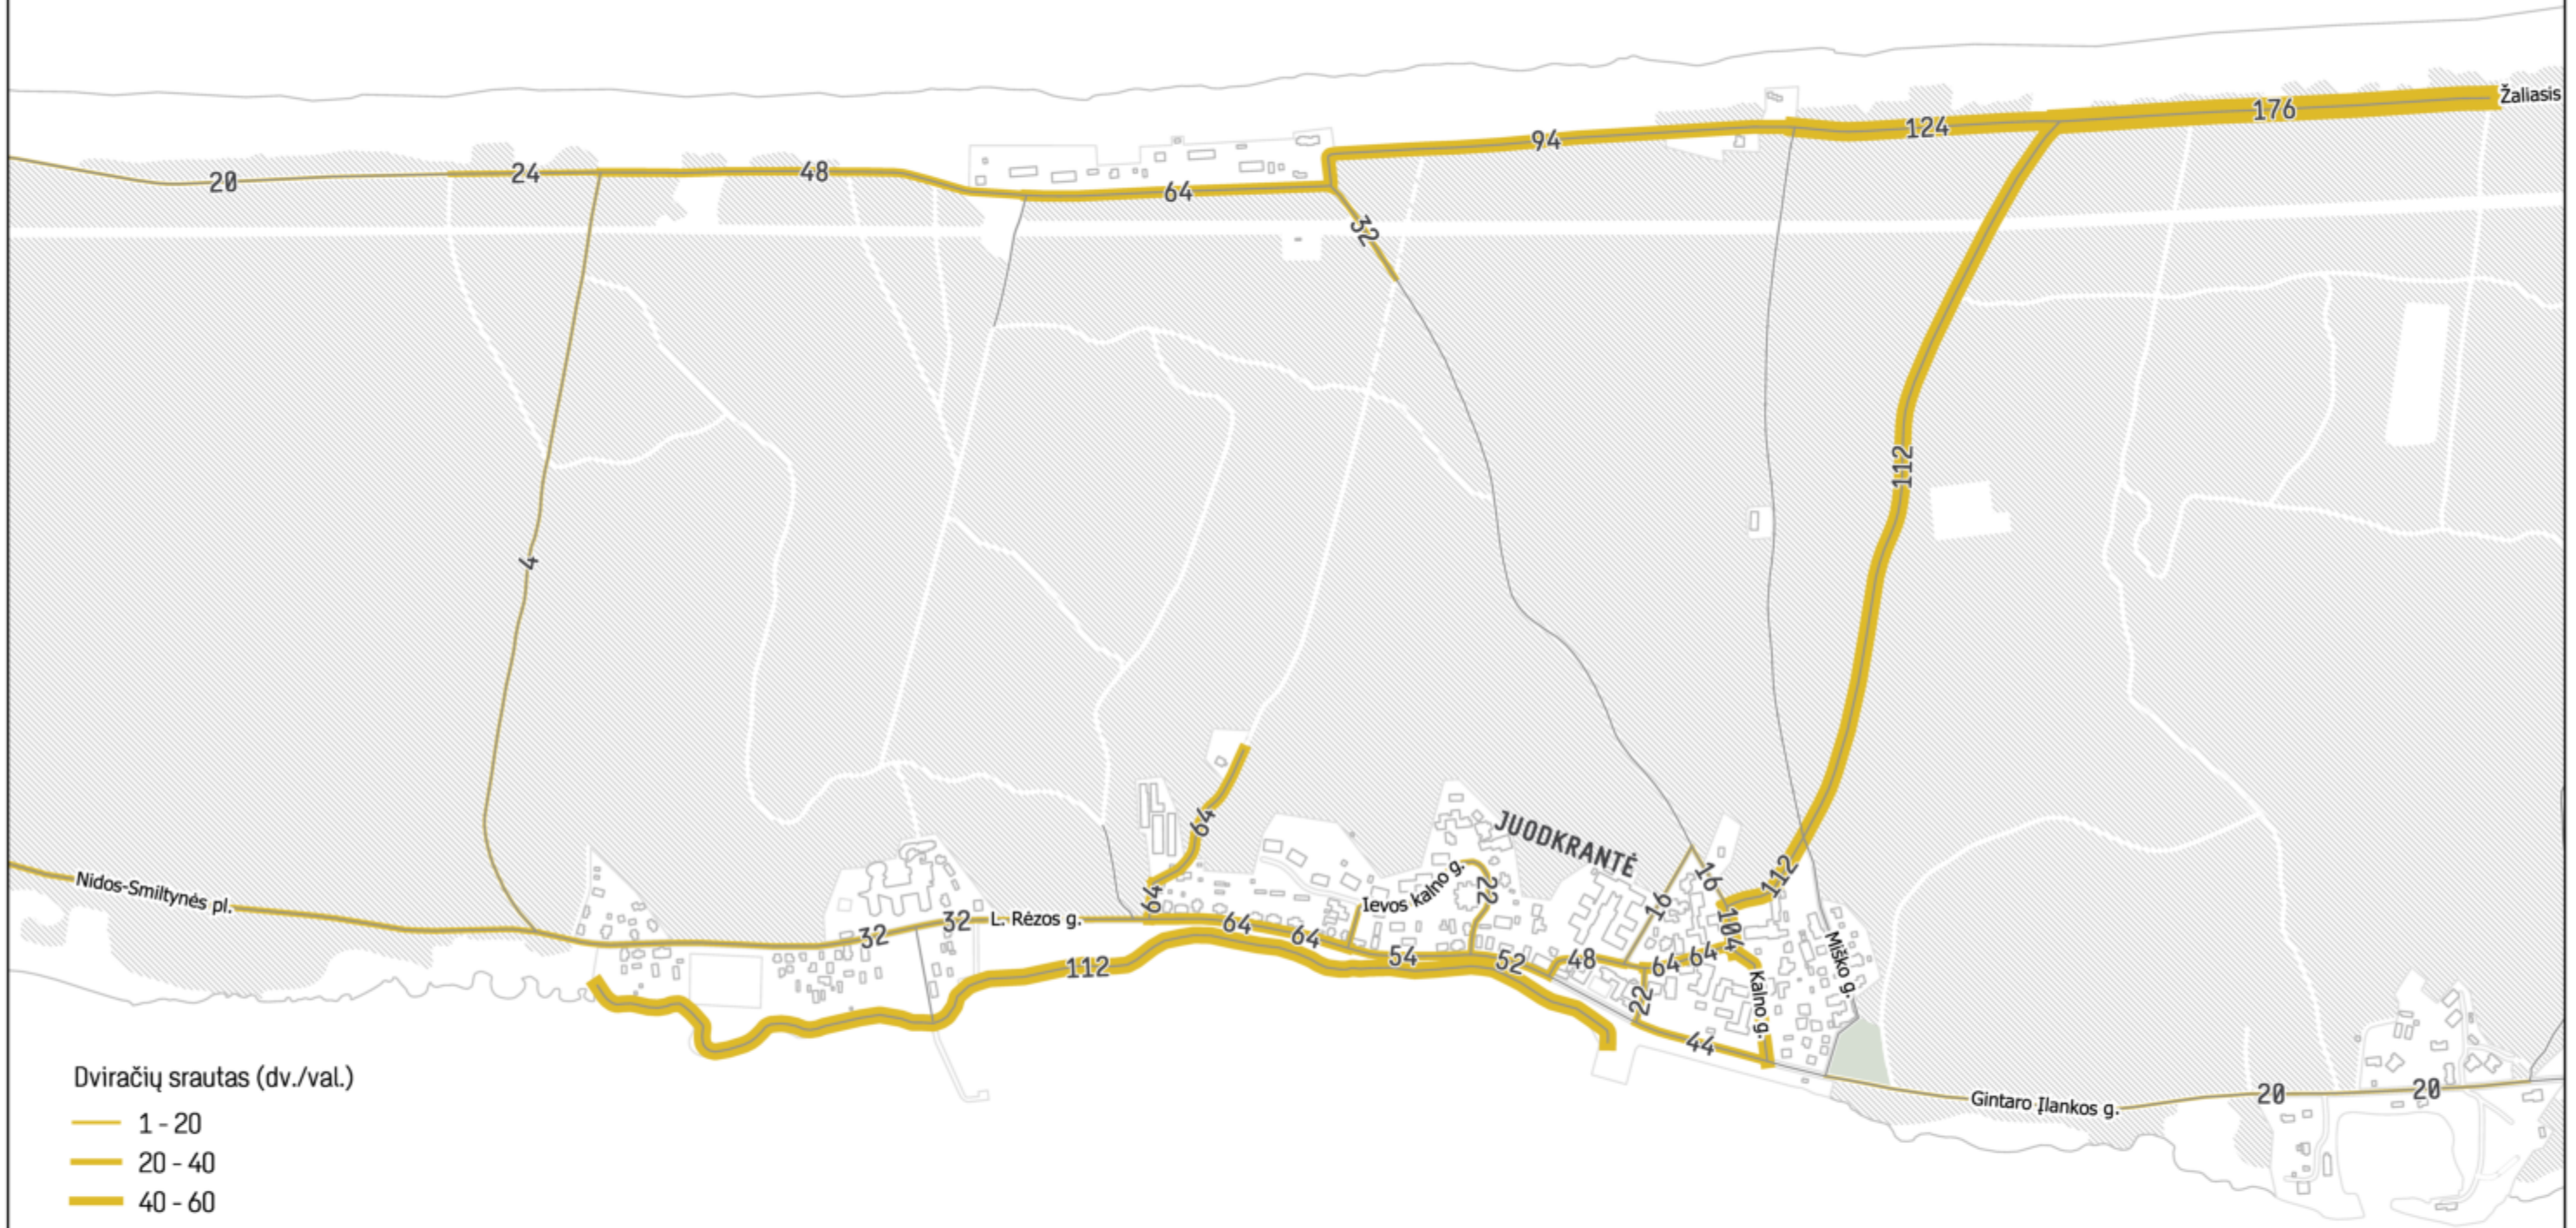 Žaliasis
176
124
94
20
24
48
64
32
112
4
JUODKRANTĖ
64
112
Nidos-Smiltynės pl.
Ievos kalno g.
22
16
16
64
32
32
L. Rėzos g.
64
64
54
52
48
64
64
104
Miško g.
Kalno g.
112
22
44
Gintaro Įlankos g.
20
20
Dviračių srautas (dv./val.)
1 - 20
20 - 40
40 - 60